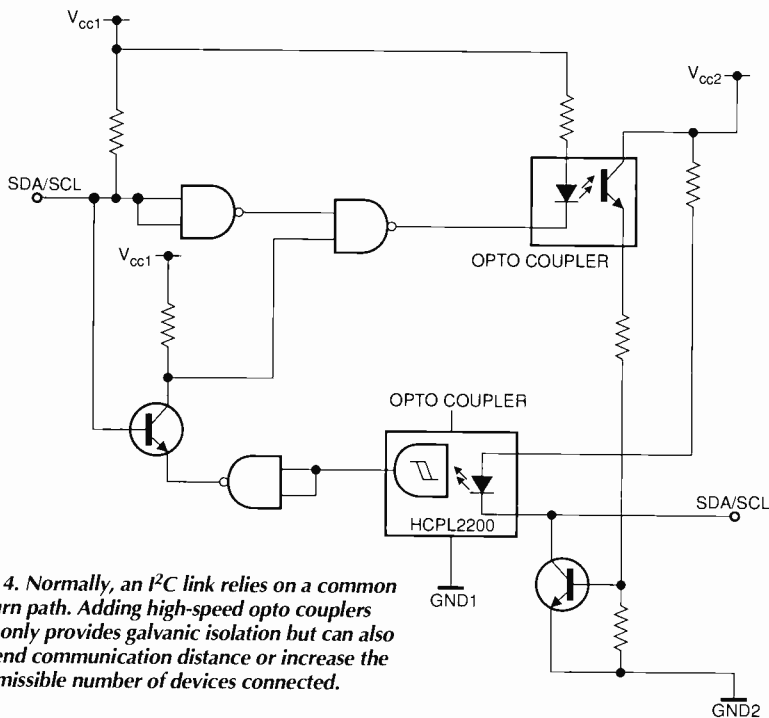 Vcc1
Vcc2
SDA/SCL
Vcc1
OPTO COUPLER
OPTO COUPLER
HCPL2200
SDA/SCL
GND1
GND2
4. Normally, an I²C link relies on a common
urn path. Adding high-speed opto couplers
only provides galvanic isolation but can also
end communication distance or increase the
missible number of devices connected.